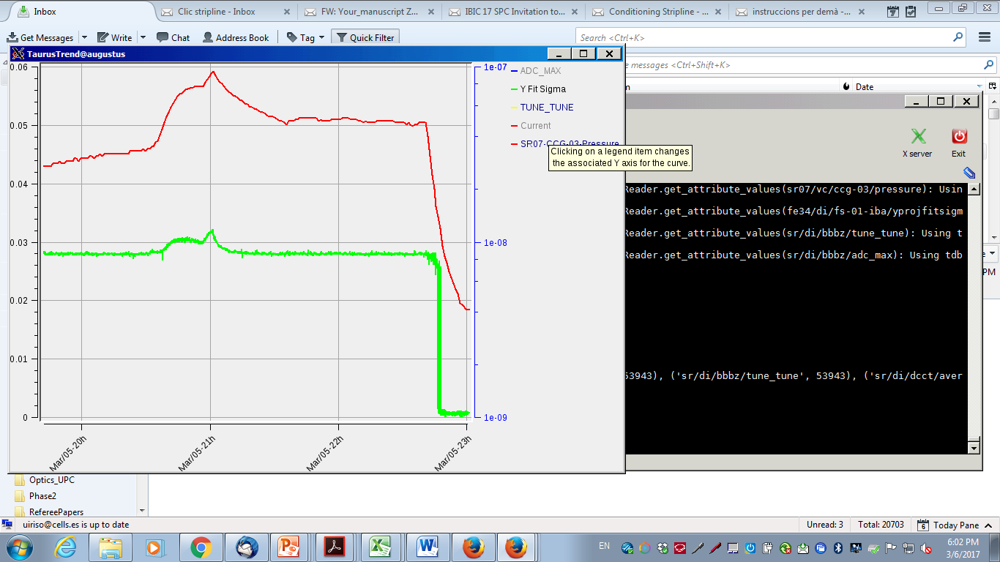 Inbox
Clic stripline - Inbox
FW: Your_manuscript Z...
IBIC 17 SPC Invitation to...
Conditioning Stripline - ...
instruccions per demà -...
Get Messages
Write
Chat
Address Book
Tag
Quick Filter
Search <Ctrl+K>
TaurusTrend@augustus
e messages <Ctrl+Shift+K>
Date
0.06
0.05
0.04
0.03
0.02
0.01
0
1e-07
1e-08
1e-09
ADC_MAX
Y Fit Sigma
TUNE_TUNE
Current
SR07-CCG-03-Pressure
Clicking on a legend item changes
the associated Y axis for the curve.
Mar/05-20h
Mar/05-21h
Mar/05-22h
Mar/05-23h
X server
Exit
Reader.get_attribute_values(sr07/vc/ccg-03/pressure): Usin
Reader.get_attribute_values(fe34/di/fs-01-iba/yprojfitsigm
Reader.get_attribute_values(sr/di/bbbz/tune_tune): Using t
Reader.get_attribute_values(sr/di/bbbz/adc_max): Using tdb
PM
53943), ('sr/di/bbbz/tune_tune', 53943), ('sr/di/dcct/aver
Optics_UPC
Phase2
RefereePapers
uiriso@cells.es is up to date
Unread: 3
Total: 20703
6
Today Pane
EN
6:02 PM
3/6/2017